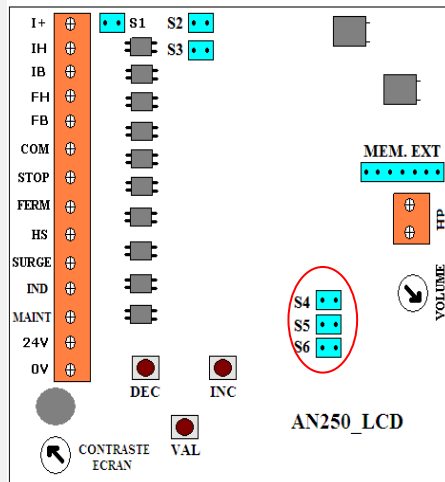 I+
S1
S2
IH
S3
IB
FH
FB
COM
STOP
FERM
HS
SURGE
IND
MAINT
24V
0V
MEM. EXT
HP
VOLUME
S4
S5
S6
DEC
INC
VAL
AN250_LCD
CONTRASTE
ECRAN